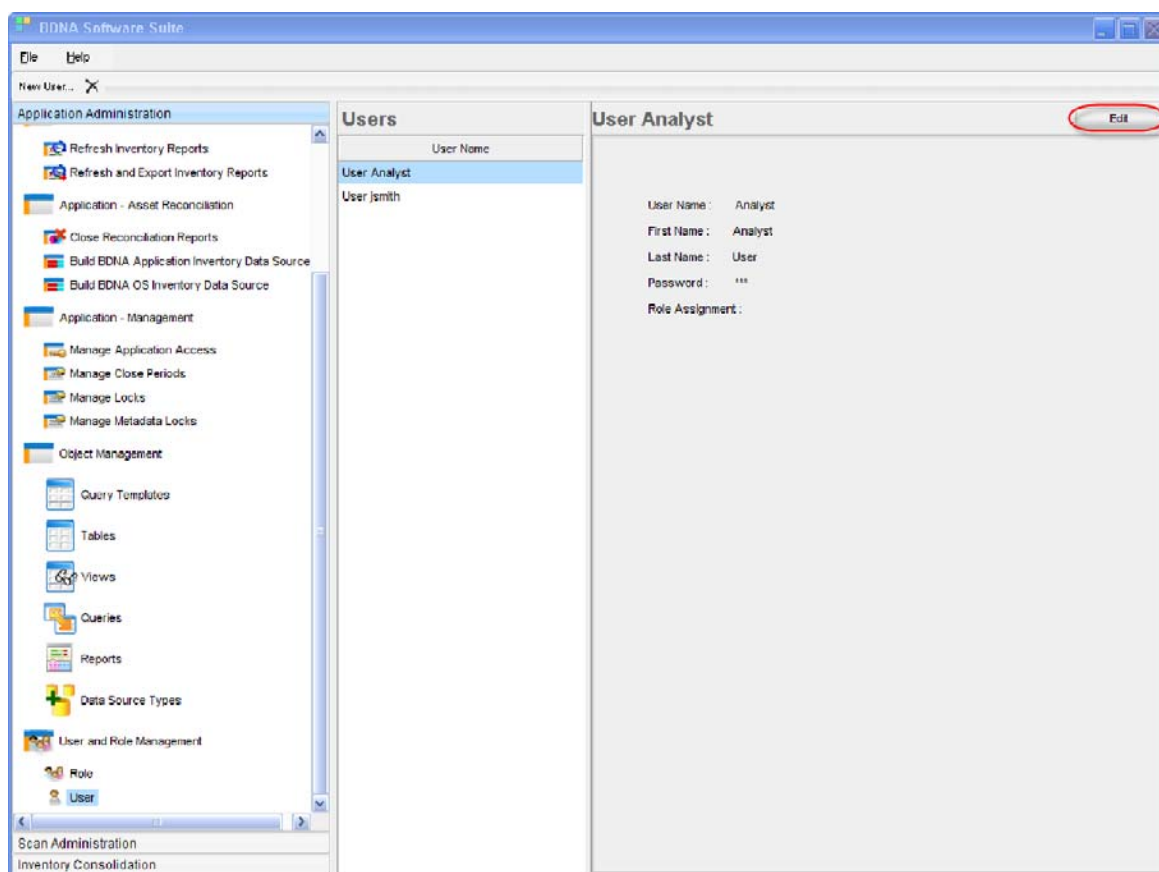 BDNA Software Suite
File Help
New User...
Application Administration
Refresh Inventory Reports
Refresh and Export Inventory Reports
Application - Asset Reconciliation
Close Reconciliation Reports
Build BDNA Application Inventory Data Source
Build BDNA OS Inventory Data Source
Application - Management
Manage Application Access
Manage Close Periods
Manage Locks
Manage Metadata Locks
Object Management
Query Templates
Tables
Views
Queries
Reports
Data Source Types
User and Role Management
Role
User
Scan Administration
Inventory Consolidation
Users
User Name
User Analyst
User jsmith
User Analyst
Edit
User Name : Analyst
First Name : Analyst
Last Name : User
Password : ***
Role Assignment :